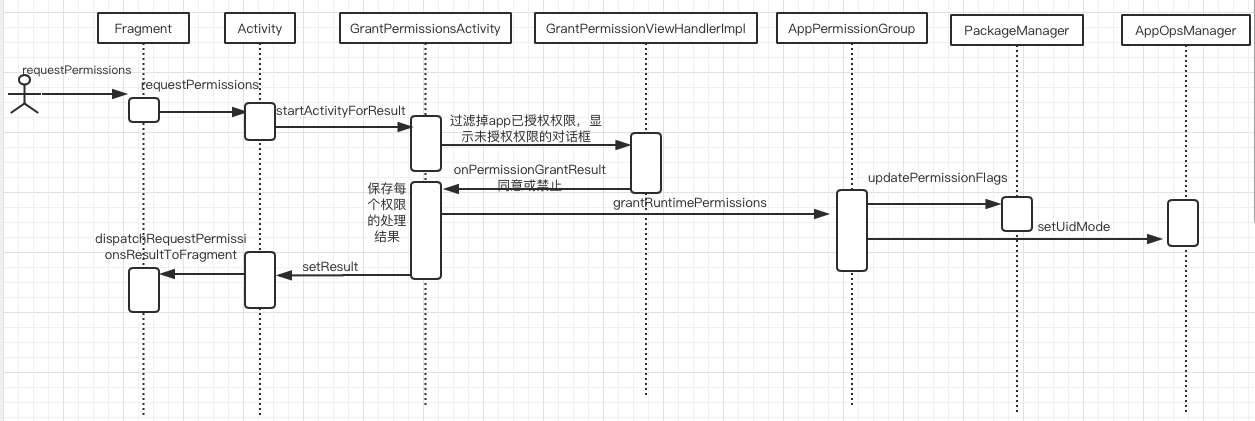 Fragment
Activity
GrantPermissionsActivity
GrantPermissionViewHandlerImpl
AppPermissionGroup
PackageManager
AppOpsManager
requestPermissions
requestPermissions
startActivityForResult
过滤掉app已授权权限，显
示未授权权限的对话框
onPermissionGrantResult
同意或禁止
保存每
个权限
的处理
结果
grantRuntimePermissions
updatePermissionFlags
setUidMode
dispatchRequestPermissi
onsResultToFragment
setResult